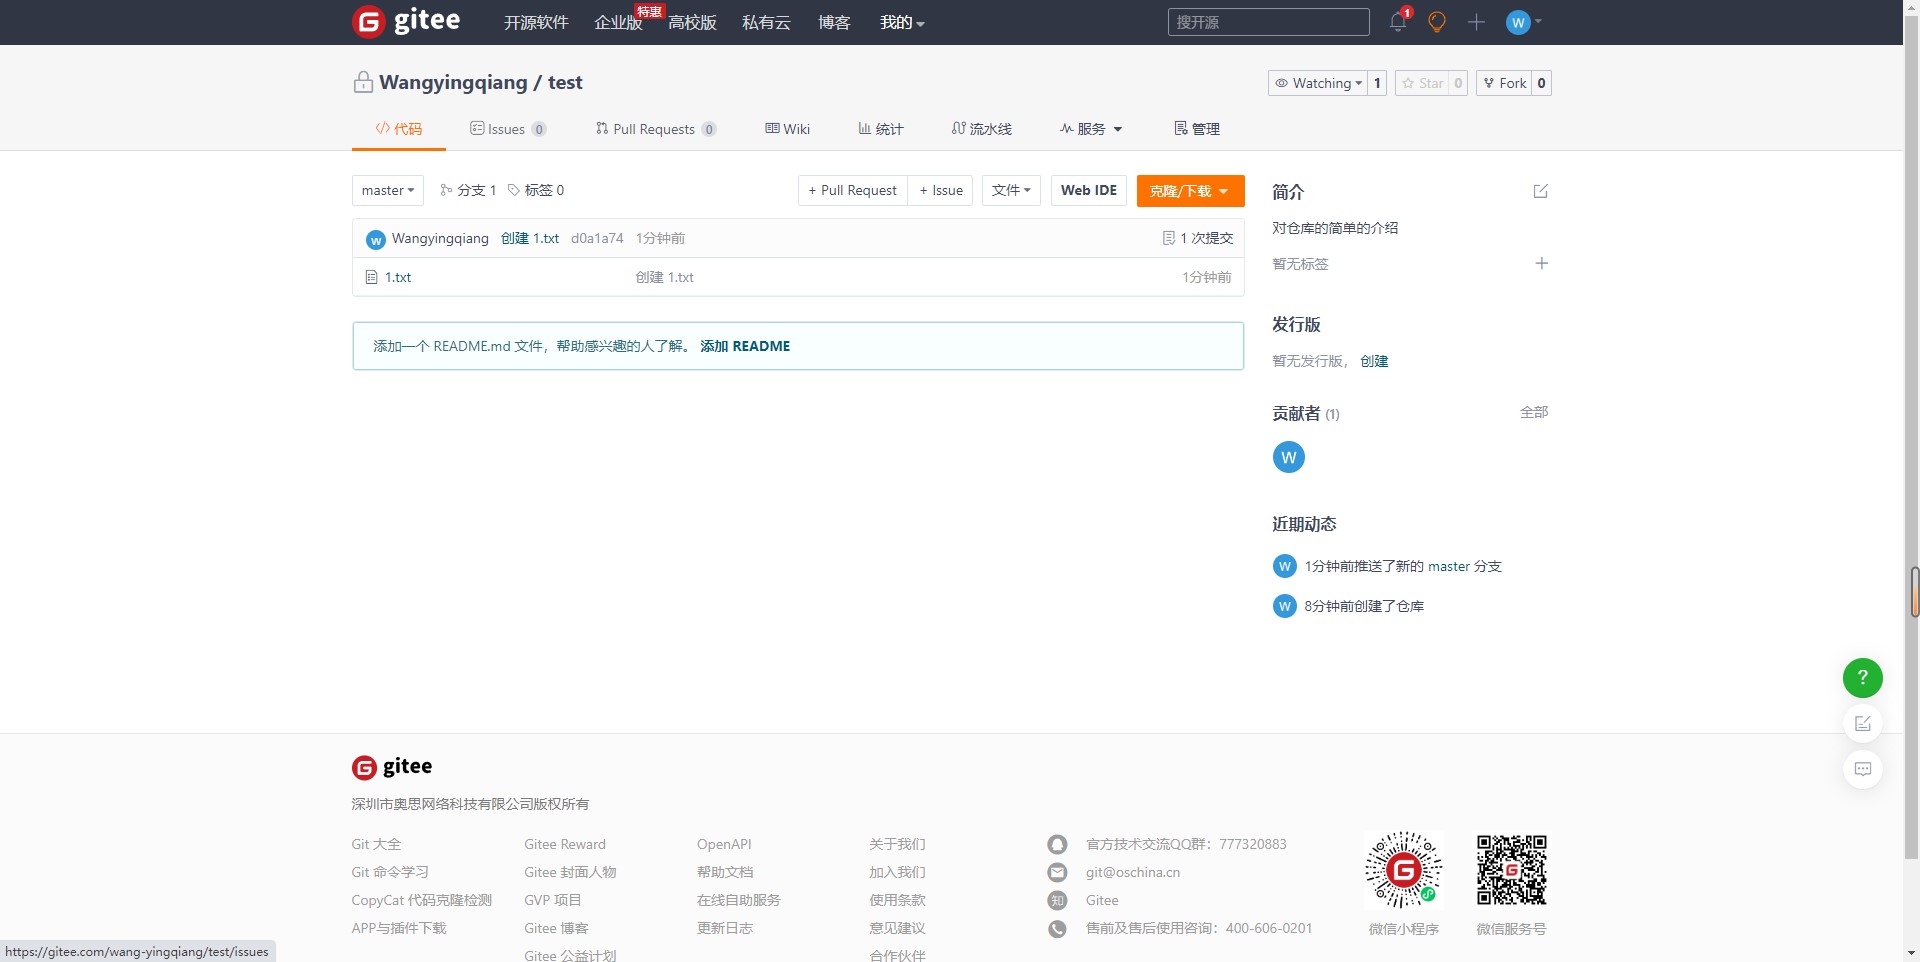 gitee 开源软件 企业版 特惠 高校版 私有云 博客 我的 搜开源 1 W
Wangyingqiang / test Watching 1 Star 0 Fork 0
代码 Issues 0 Pull Requests 0 Wiki 统计 流水线 服务 管理
master 分支 1 标签 0 + Pull Request + Issue 文件 Web IDE 克隆/下载
W Wangyingqiang 创建 1.txt d0a1a74 1分钟前 1 次提交
1.txt 创建 1.txt 1分钟前
添加一个 README.md 文件，帮助感兴趣的人了解。 添加 README
简介
对仓库的简单的介绍
暂无标签
发行版
暂无发行版， 创建
贡献者 (1) 全部
W
近期动态
W 1分钟前推送了新的 master 分支
W 8分钟前创建了仓库
?
gitee
深圳市奥思网络科技有限公司版权所有
Git 大全 Gitee Reward OpenAPI 关于我们 官方技术交流QQ群：777320883
Git 命令学习 Gitee 封面人物 帮助文档 加入我们 git@oschina.cn
CopyCat 代码克隆检测 GVP 项目 在线自助服务 使用条款 知 Gitee
APP与插件下载 Gitee 博客 更新日志 意见建议 售前及售后使用咨询：400-606-0201 微信小程序 微信服务号
Gitee 公益计划 合作伙伴
https://gitee.com/wang-yingqiang/test/issues